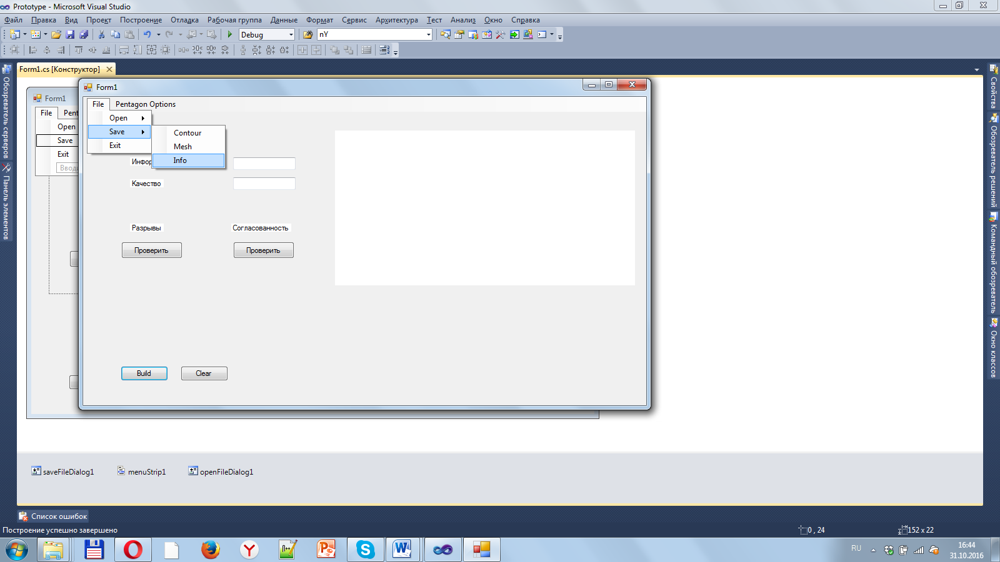 Prototype - Microsoft Visual Studio
Файл Правка Вид Проект Построение Отладка Рабочая группа Данные Формат Сервис Архитектура Тест Анализ Окно Справка
Debug nY
Form1.cs [Конструктор]
Обозреватель серверов
Панель элементов
Form1
File Pent
Open
Save
Exit
Вводи
Form1
File Pentagon Options
Open
Save
Exit
Contour
Mesh
Info
Инфор
Качество
Разрывы Согласованность
Проверить Проверить
Build Clear
Свойства
Обозреватель решений
Командный обозреватель
Окно классов
saveFileDialog1 menuStrip1 openFileDialog1
Список ошибок
Построение успешно завершено 0 , 24 152 x 22
RU 16:44
31.10.2016